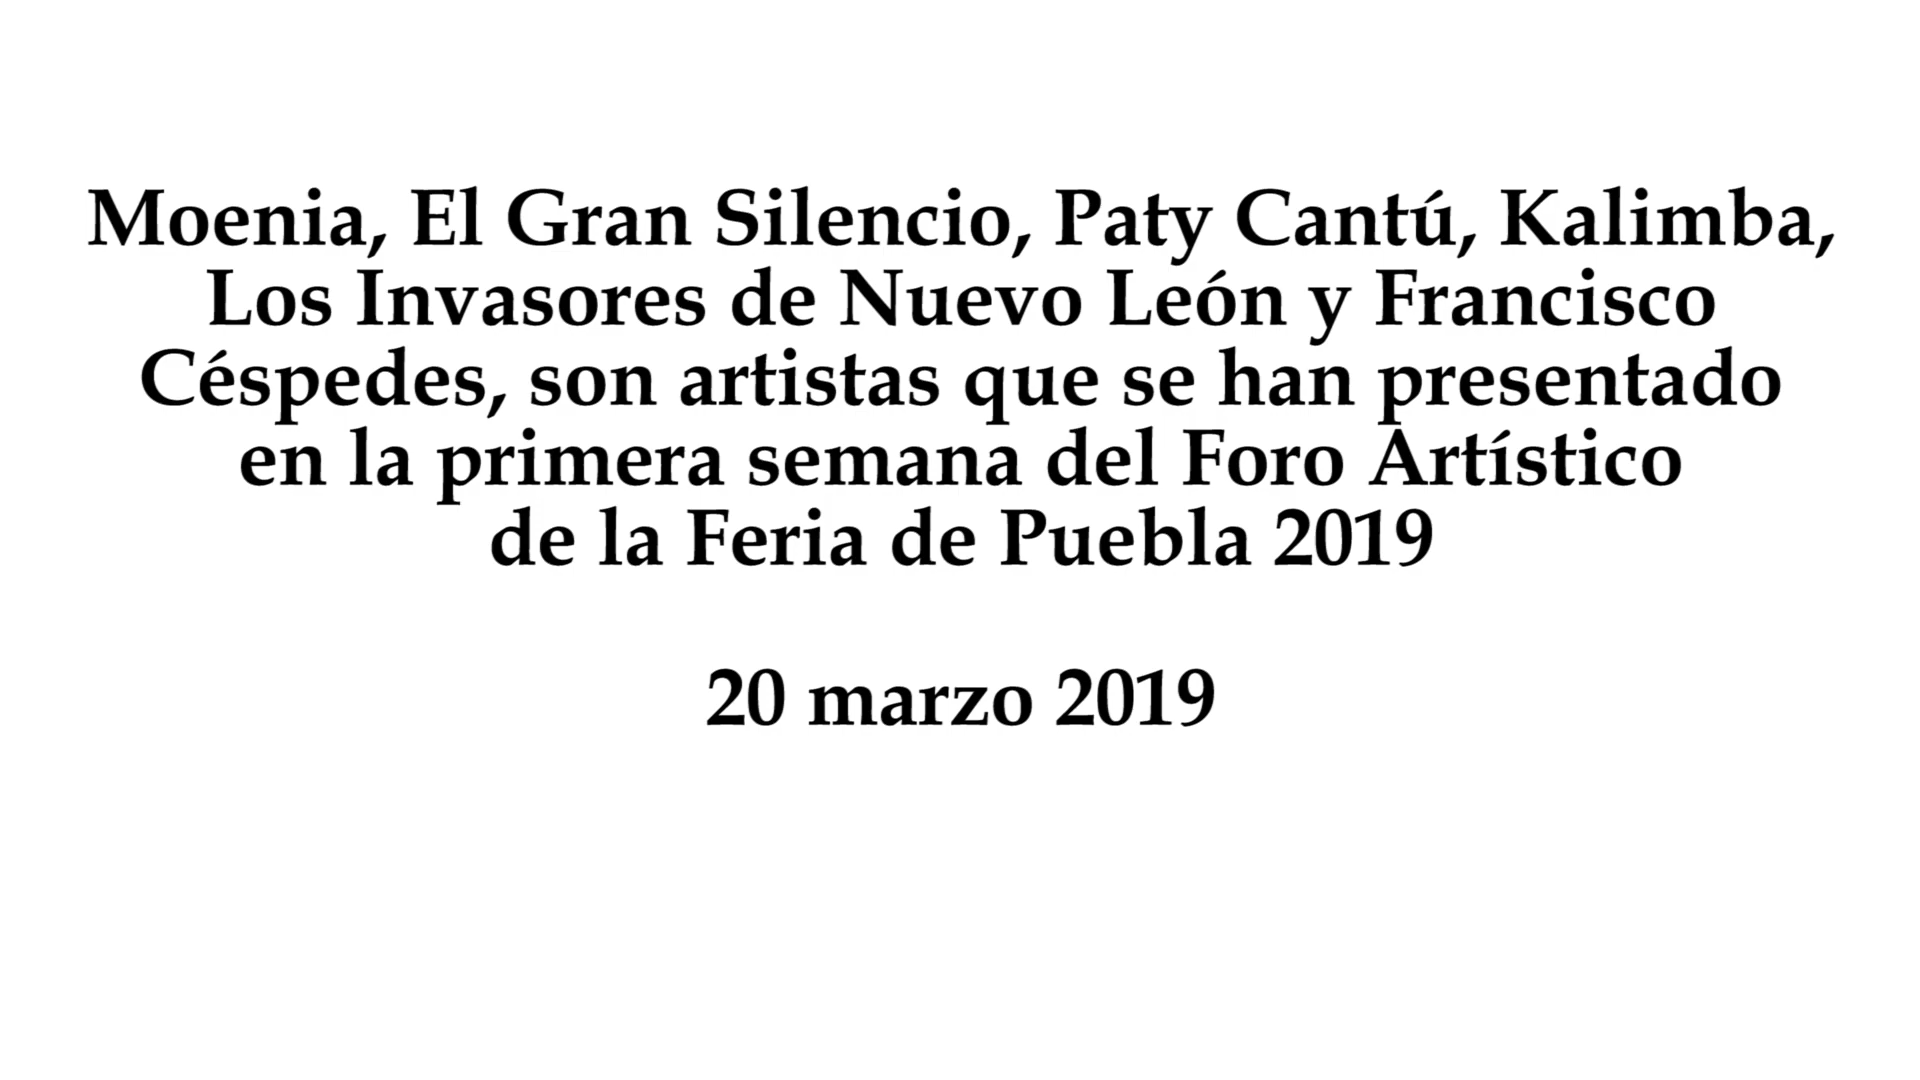 Moenia, El Gran Silencio, Paty Cantú, Kalimba,
Los Invasores de Nuevo León y Francisco
Céspedes, son artistas que se han presentado
en la primera semana del Foro Artístico
de la Feria de Puebla 2019
20 marzo 2019